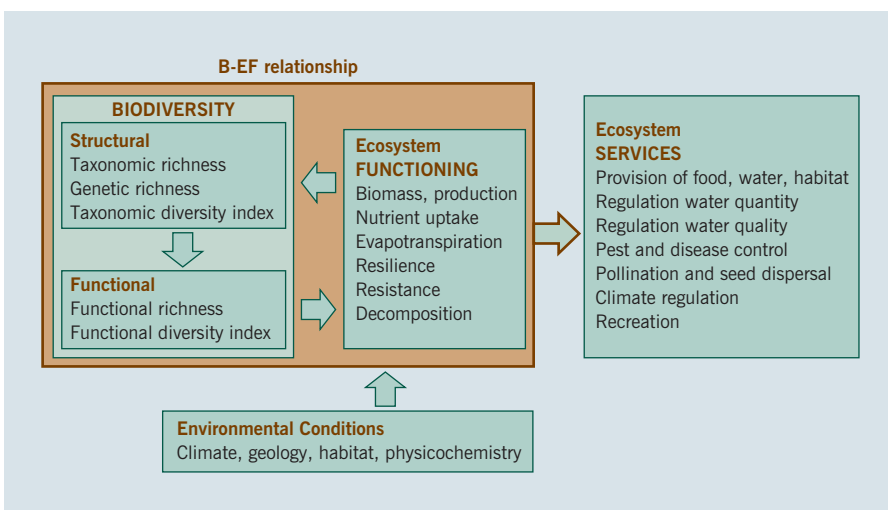 B-EF relationship
BIODIVERSITY
Structural
Taxonomic richness
Genetic richness
Taxonomic diversity index
Functional
Functional richness
Functional diversity index
Ecosystem
FUNCTIONING
Biomass, production
Nutrient uptake
Evapotranspiration
Resilience
Resistance
Decomposition
Ecosystem
SERVICES
Provision of food, water, habitat
Regulation water quantity
Regulation water quality
Pest and disease control
Pollination and seed dispersal
Climate regulation
Recreation
Environmental Conditions
Climate, geology, habitat, physicochemistry